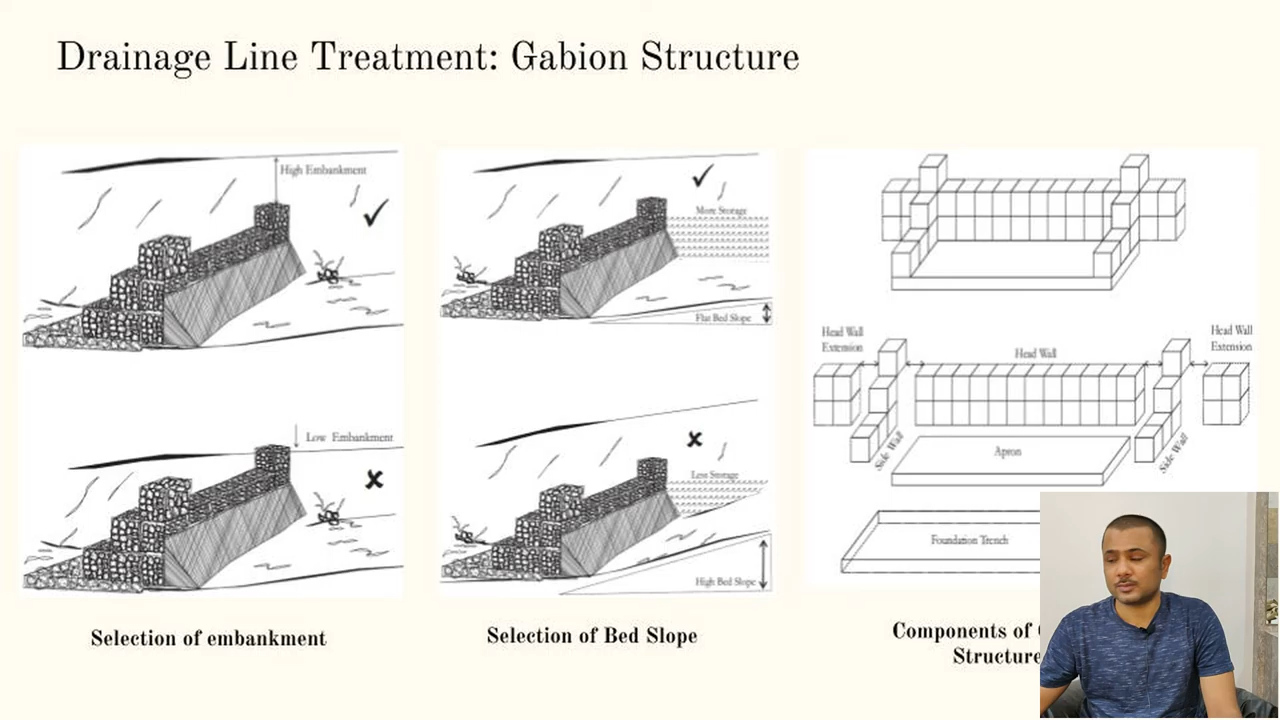 Drainage Line Treatment: Gabion Structure
High Embankment
Low Embankment
Selection of embankment
More Storage
Flat Bed Slope
Less Storage
High Bed Slope
Selection of Bed Slope
Head Wall
Extension
Head Wall
Head Wall
Extension
Side Wall
Apron
Side Wall
Foundation Trench
Components of
Structure